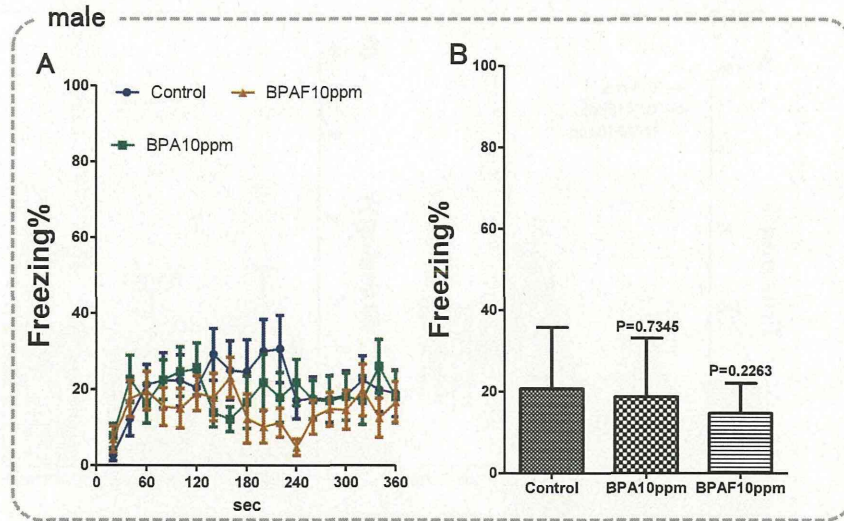 male
A
100
80
60
40
20
0
Freezing%
Control
BPAF10ppm
BPA10ppm
0 60 120 180 240 300 360
sec
B
100
80
60
40
20
0
Freezing%
P=0.7345
P=0.2263
Control BPA10ppm BPAF10ppm